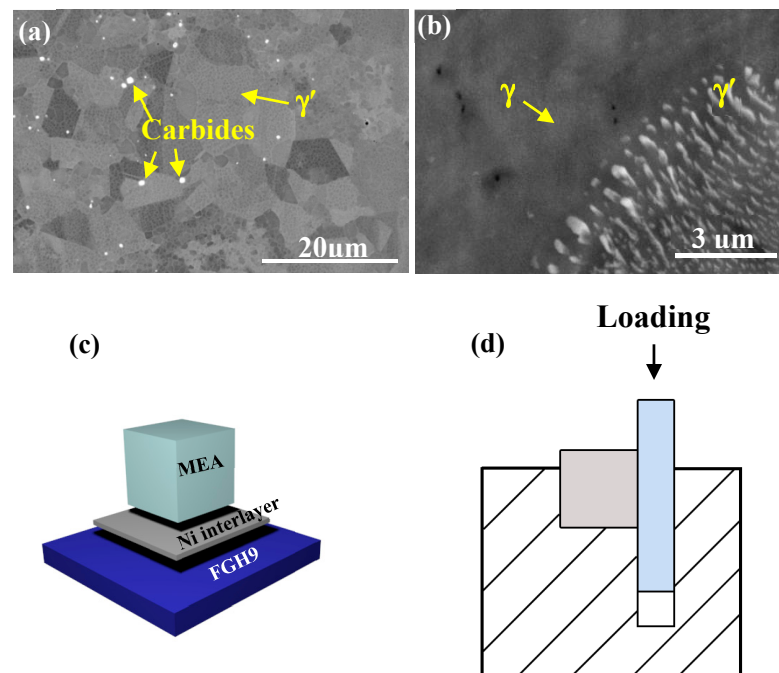 (a)
γ′
Carbides
20um
(b)
γ
γ′
3 um
(c)
MEA
Ni interlayer
FGH9
(d)
Loading